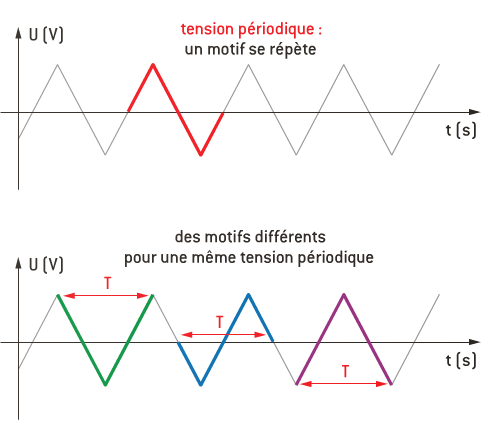 tension périodique :
un motif se répète
U (V)
t (s)
des motifs différents
pour une même tension périodique
U (V)
T
T
T
t (s)